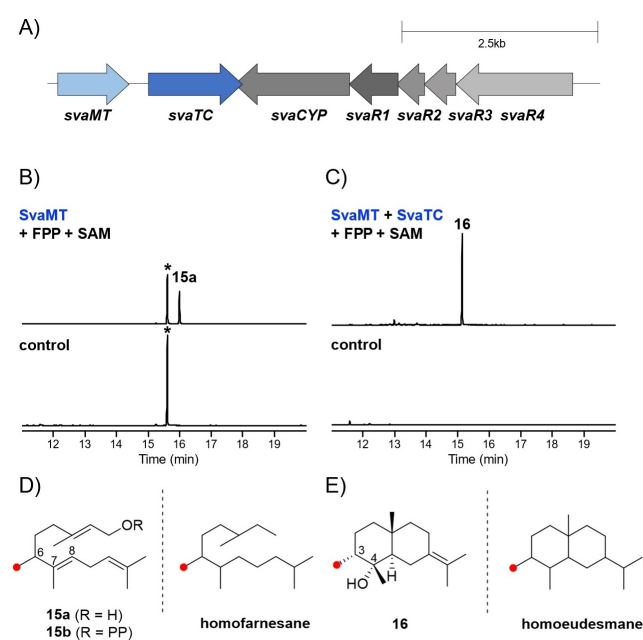 A)
2.5kb
svaMT svaTC svaCYP svaR1 svaR2 svaR3 svaR4
B)
SvaMT
+ FPP + SAM
* 15a
control
*
12 13 14 15 16 17 18 19
Time (min)
C)
SvaMT + SvaTC
+ FPP + SAM
16
control
12 13 14 15 16 17 18 19
Time (min)
D)
OR
6 7 8
15a (R = H)
15b (R = PP)
homofarnesane
E)
3
4
HO
H
16
homoeudesmane